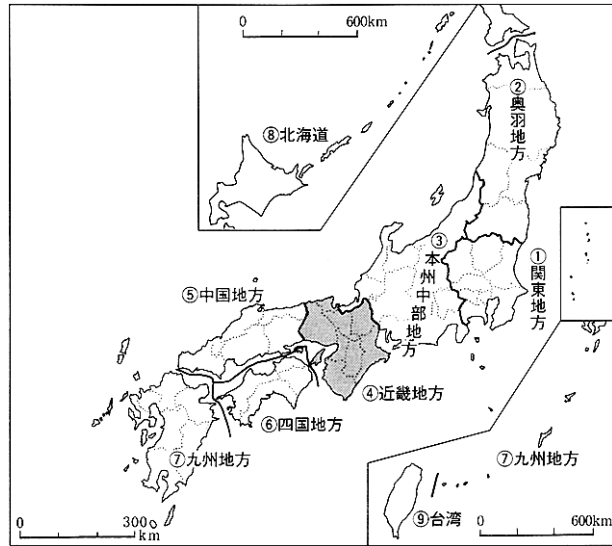 0 600km
⑧北海道
②奥羽地方
③本州中部地方
①関東地方
⑤中国地方
④近畿地方
⑥四国地方
⑦九州地方
⑦九州地方
⑨台湾
0 300
km
0 600km